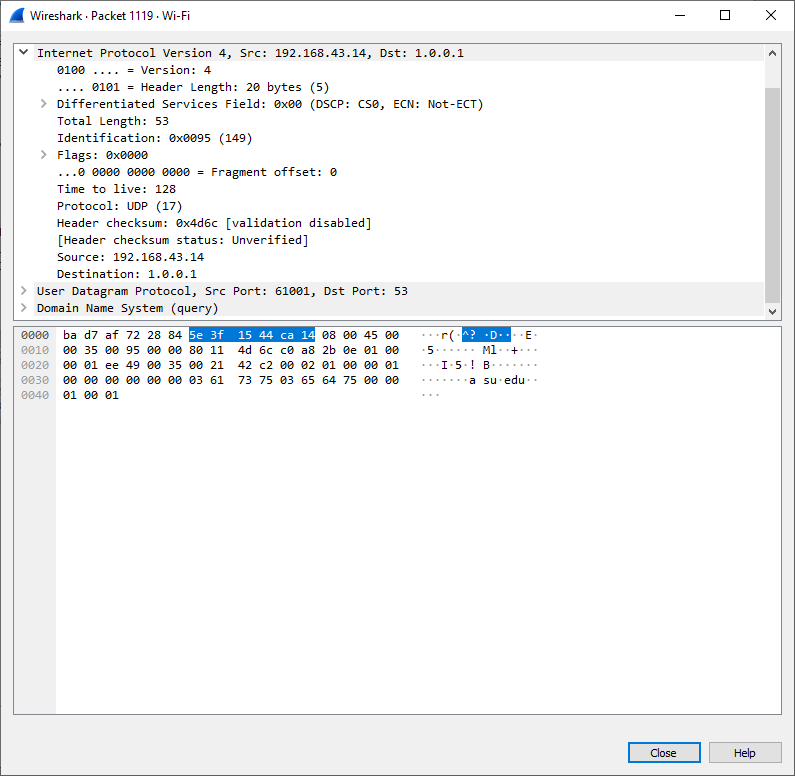 Wireshark · Packet 1119 · Wi-Fi
Internet Protocol Version 4, Src: 192.168.43.14, Dst: 1.0.0.1
0100 .... = Version: 4
.... 0101 = Header Length: 20 bytes (5)
Differentiated Services Field: 0x00 (DSCP: CS0, ECN: Not-ECT)
Total Length: 53
Identification: 0x0095 (149)
Flags: 0x0000
...0 0000 0000 0000 = Fragment offset: 0
Time to live: 128
Protocol: UDP (17)
Header checksum: 0x4d6c [validation disabled]
[Header checksum status: Unverified]
Source: 192.168.43.14
Destination: 1.0.0.1
User Datagram Protocol, Src Port: 61001, Dst Port: 53
Domain Name System (query)
0000 ba d7 af 72 28 84 5e 3f 15 44 ca 14 08 00 45 00 ···r(·^?·D····E·
0010 00 35 00 95 00 00 80 11 4d 6c c0 a8 2b 0e 01 00 ·5······Ml··+···
0020 00 01 ee 49 00 35 00 21 42 c2 00 02 01 00 00 01 ···I·5·!B·······
0030 00 00 00 00 00 00 03 61 73 75 03 65 64 75 00 00 ·······asu·edu··
0040 01 00 01 ···
Close Help